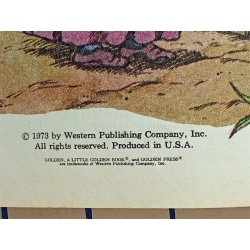 © 1973 by Western Publishing Company, Inc.
All rights reserved. Produced in U.S.A.
GOLDEN, A LITTLE GOLDEN BOOK®, and GOLDEN PRESS®
are trademarks of Western Publishing Company, Inc.